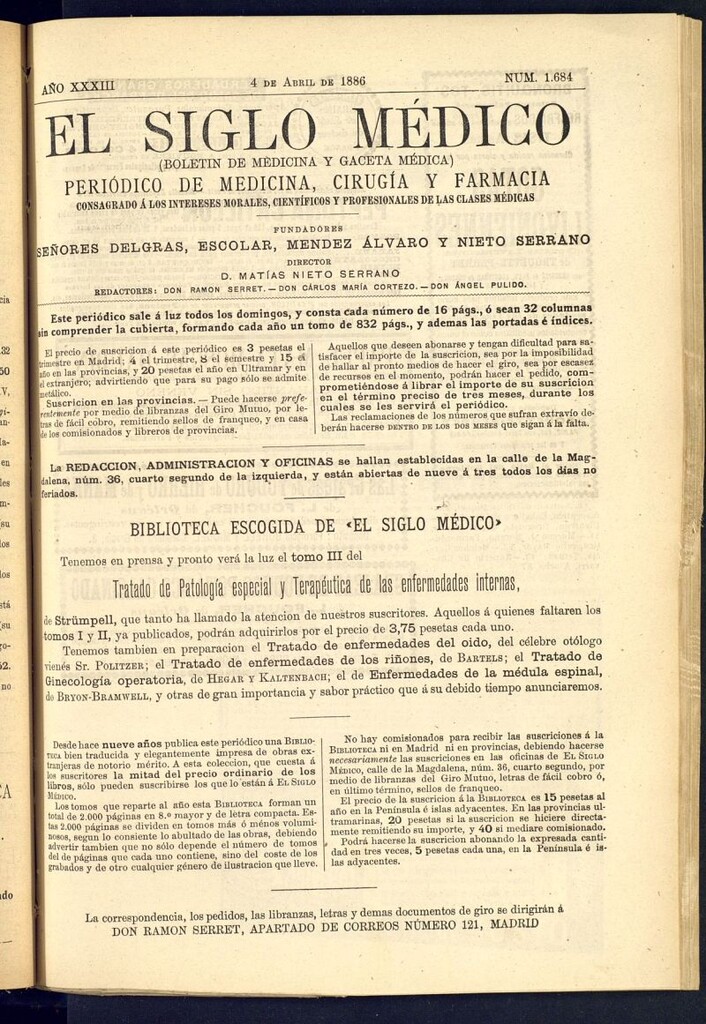 AÑO XXXIII
4 DE ABRIL DE 1886
NUM. 1.684
EL SIGLO MÉDICO
(BOLETIN DE MEDICINA Y GACETA MÉDICA)
PERIÓDICO DE MEDICINA, CIRUGÍA Y FARMACIA
CONSAGRADO Á LOS INTERESES MORALES, CIENTÍFICOS Y PROFESIONALES DE LAS CLASES MÉDICAS
FUNDADORES
SEÑORES DELGRAS, ESCOLAR, MENDEZ ÁLVARO Y NIETO SERRANO
DIRECTOR
D. MATÍAS NIETO SERRANO
REDACTORES: DON RAMON SERRET. — DON CÁRLOS MARÍA CORTEZO. — DON ÁNGEL PULIDO.
Este periódico sale á luz todos los domingos, y consta cada número de 16 págs., ó sean 32 columnas
sin comprender la cubierta, formando cada año un tomo de 832 págs., y ademas las portadas é índices.
El precio de suscricion á este periódico es 3 pesetas el
trimestre en Madrid; 4 el trimestre, 8 el semestre y 15 el
año en las provincias, y 20 pesetas el año en Ultramar y en
el extranjero; advirtiendo que para su pago sólo se admite
metálico.
Suscricion en las provincias. — Puede hacerse prefe-
rentemente por medio de libranzas del Giro Mutuo, por le-
tras de fácil cobro, remitiendo sellos de franqueo, y en casa
de los comisionados y libreros de provincias.
Aquellos que deseen abonarse y tengan dificultad para sa-
tisfacer el importe de la suscricion, sea por la imposibilidad
de hallar al pronto medios de hacer el giro, sea por escasez
de recursos en el momento, podrán hacer el pedido, com-
prometiéndose á librar el importe de su suscricion
en el término preciso de tres meses, durante los
cuales se les servirá el periódico.
Las reclamaciones de los números que sufran extravío de-
berán hacerse DENTRO DE LOS DOS MESES que sigan á la falta.
La REDACCION, ADMINISTRACION Y OFICINAS se hallan establecidas en la calle de la Mag-
dalena, núm. 36, cuarto segundo de la izquierda, y están abiertas de nueve á tres todos los días no
feriados.
BIBLIOTECA ESCOGIDA DE «EL SIGLO MÉDICO»
Tenemos en prensa y pronto verá la luz el tomo III del
Tratado de Patología especial y Terapéutica de las enfermedades internas,
de Strümpell, que tanto ha llamado la atencion de nuestros suscritores. Aquellos á quienes faltaren los
tomos I y II, ya publicados, podrán adquirirlos por el precio de 3,75 pesetas cada uno.
Tenemos tambien en preparacion el Tratado de enfermedades del oido, del célebre otólogo
vienés Sr. POLITZER; el Tratado de enfermedades de los riñones, de BARTELS; el Tratado de
Ginecología operatoria, de HEGAR Y KALTENBACH; el de Enfermedades de la médula espinal,
de BRYON-BRAMWELL, y otras de gran importancia y sabor práctico que á su debido tiempo anunciaremos.
Desde hace nueve años publica este periódico una BIBLIO-
TECA bien traducida y elegantemente impresa de obras ex-
tranjeras de notorio mérito. A esta coleccion, que cuesta á
los suscritores la mitad del precio ordinario de los
libros, sólo pueden suscribirse los que lo están á EL SIGLO
MÉDICO.
Los tomos que reparte al año esta BIBLIOTECA forman un
total de 2.000 páginas en 8.º mayor y de letra compacta. Es-
tas 2.000 páginas se dividen en tomos más ó ménos volumi-
nosos, segun lo consiente lo abultado de las obras, debiendo
advertir tambien que no sólo depende el número de tomos
del de páginas que cada uno contiene, sino del coste de los
grabados y de otro cualquier género de ilustracion que lleve.
No hay comisionados para recibir las suscriciones á la
BIBLIOTECA ni en Madrid ni en provincias, debiendo hacerse
necesariamente las suscriciones en las oficinas de EL SIGLO
MÉDICO, calle de la Magdalena, núm. 36, cuarto segundo, por
medio de libranzas del Giro Mutuo, letras de fácil cobro ó,
en último término, sellos de franqueo.
El precio de la suscricion á la BIBLIOTECA es 15 pesetas al
año en la Península é islas adyacentes. En las provincias ul-
tramarinas, 20 pesetas si la suscricion se hiciere directa-
mente remitiendo su importe, y 40 si mediare comisionado.
Podrá hacerse la suscricion abonando la expresada canti-
dad en tres veces, 5 pesetas cada una, en la Península é is-
las adyacentes.
La correspondencia, los pedidos, las libranzas, letras y demas documentos de giro se dirigirán á
DON RAMON SERRET, APARTADO DE CORREOS NÚMERO 121, MADRID